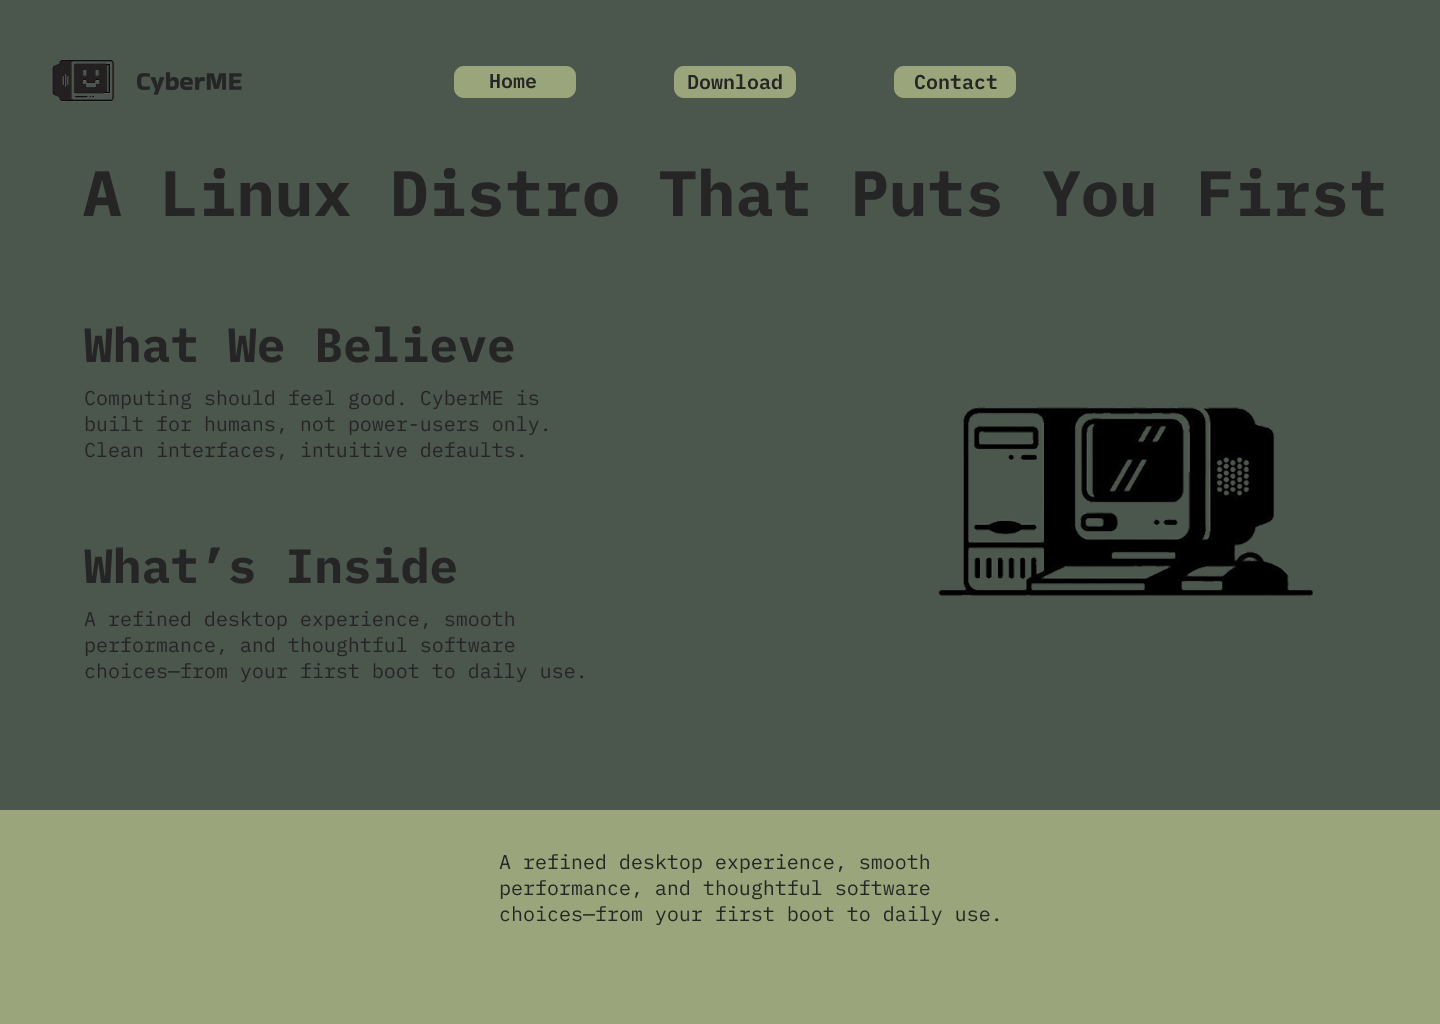 CyberME
Home
Download
Contact
A Linux Distro That Puts You First
What We Believe
Computing should feel good. CyberME is
built for humans, not power-users only.
Clean interfaces, intuitive defaults.
What’s Inside
A refined desktop experience, smooth
performance, and thoughtful software
choices—from your first boot to daily use.
A refined desktop experience, smooth
performance, and thoughtful software
choices—from your first boot to daily use.